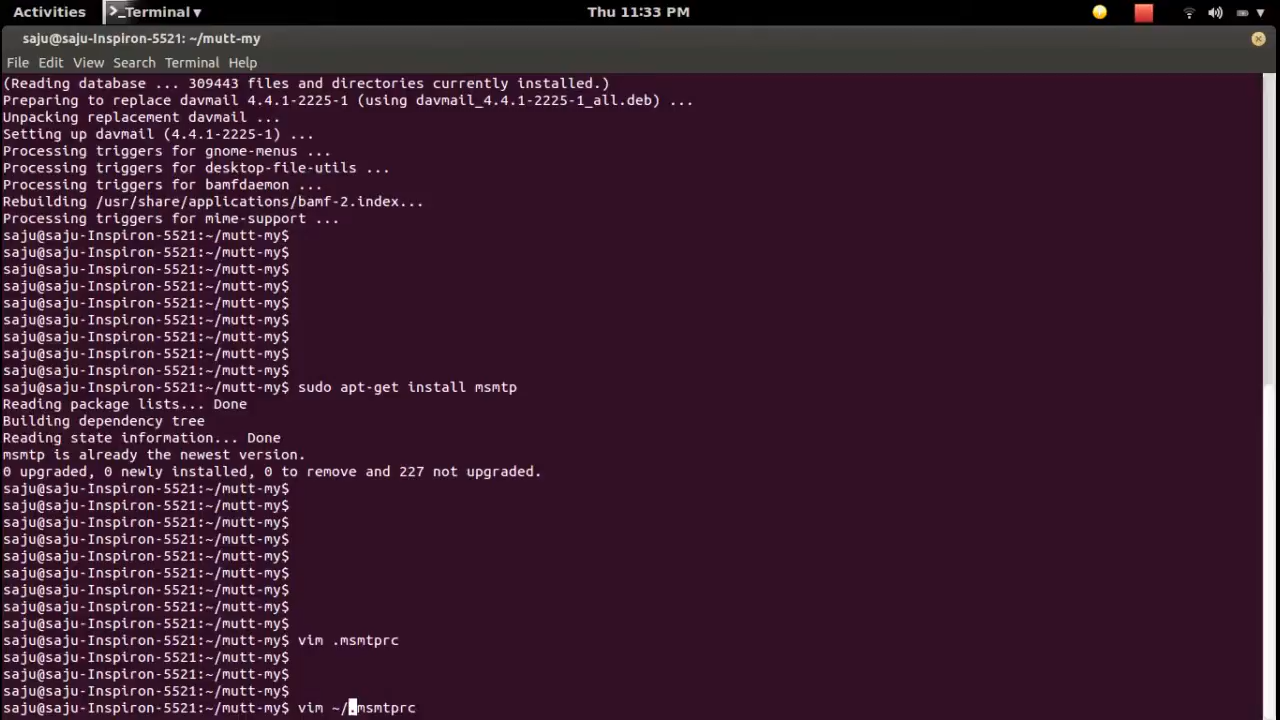 Activities >_Terminal ▾ Thu 11:33 PM
saju@saju-Inspiron-5521: ~/mutt-my
File Edit View Search Terminal Help
(Reading database ... 309443 files and directories currently installed.)
Preparing to replace davmail 4.4.1-2225-1 (using davmail_4.4.1-2225-1_all.deb) ...
Unpacking replacement davmail ...
Setting up davmail (4.4.1-2225-1) ...
Processing triggers for gnome-menus ...
Processing triggers for desktop-file-utils ...
Processing triggers for bamfdaemon ...
Rebuilding /usr/share/applications/bamf-2.index...
Processing triggers for mime-support ...
saju@saju-Inspiron-5521:~/mutt-my$
saju@saju-Inspiron-5521:~/mutt-my$
saju@saju-Inspiron-5521:~/mutt-my$
saju@saju-Inspiron-5521:~/mutt-my$
saju@saju-Inspiron-5521:~/mutt-my$
saju@saju-Inspiron-5521:~/mutt-my$
saju@saju-Inspiron-5521:~/mutt-my$
saju@saju-Inspiron-5521:~/mutt-my$
saju@saju-Inspiron-5521:~/mutt-my$
saju@saju-Inspiron-5521:~/mutt-my$ sudo apt-get install msmtp
Reading package lists... Done
Building dependency tree
Reading state information... Done
msmtp is already the newest version.
0 upgraded, 0 newly installed, 0 to remove and 227 not upgraded.
saju@saju-Inspiron-5521:~/mutt-my$
saju@saju-Inspiron-5521:~/mutt-my$
saju@saju-Inspiron-5521:~/mutt-my$
saju@saju-Inspiron-5521:~/mutt-my$
saju@saju-Inspiron-5521:~/mutt-my$
saju@saju-Inspiron-5521:~/mutt-my$
saju@saju-Inspiron-5521:~/mutt-my$
saju@saju-Inspiron-5521:~/mutt-my$
saju@saju-Inspiron-5521:~/mutt-my$
saju@saju-Inspiron-5521:~/mutt-my$ vim .msmtprc
saju@saju-Inspiron-5521:~/mutt-my$
saju@saju-Inspiron-5521:~/mutt-my$
saju@saju-Inspiron-5521:~/mutt-my$
saju@saju-Inspiron-5521:~/mutt-my$ vim ~/.msmtprc